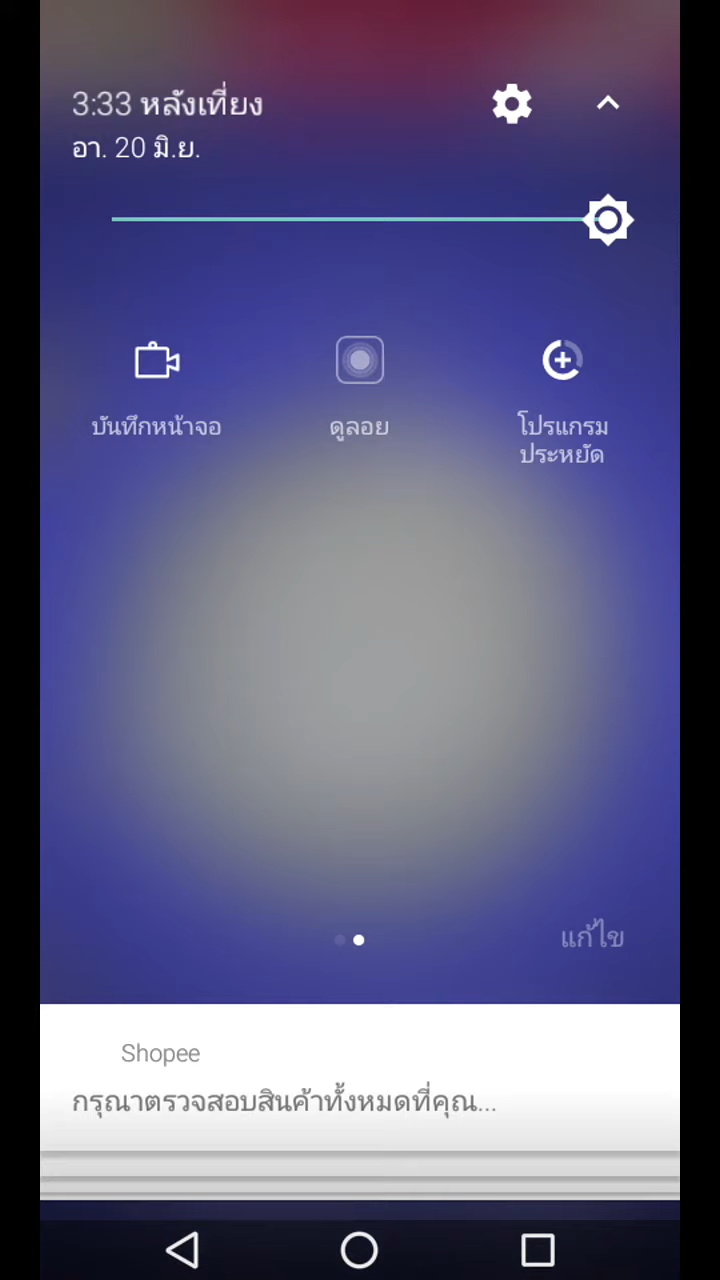 3:33 หลังเที่ยง
อา. 20 มิ.ย.
บันทึกหน้าจอ
ดูลอย
โปรแกรม
ประหยัด
แก้ไข
Shopee
กรุณาตรวจสอบสินค้าทั้งหมดที่คุณ...